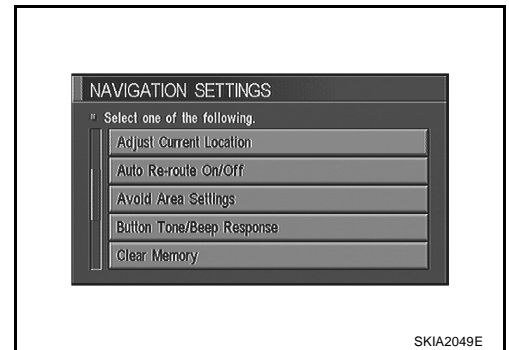 NAVIGATION SETTINGS
Select one of the following.
Adjust Current Location
Auto Re-route On/Off
Avoid Area Settings
Button Tone/Beep Response
Clear Memory
SKIA2049E